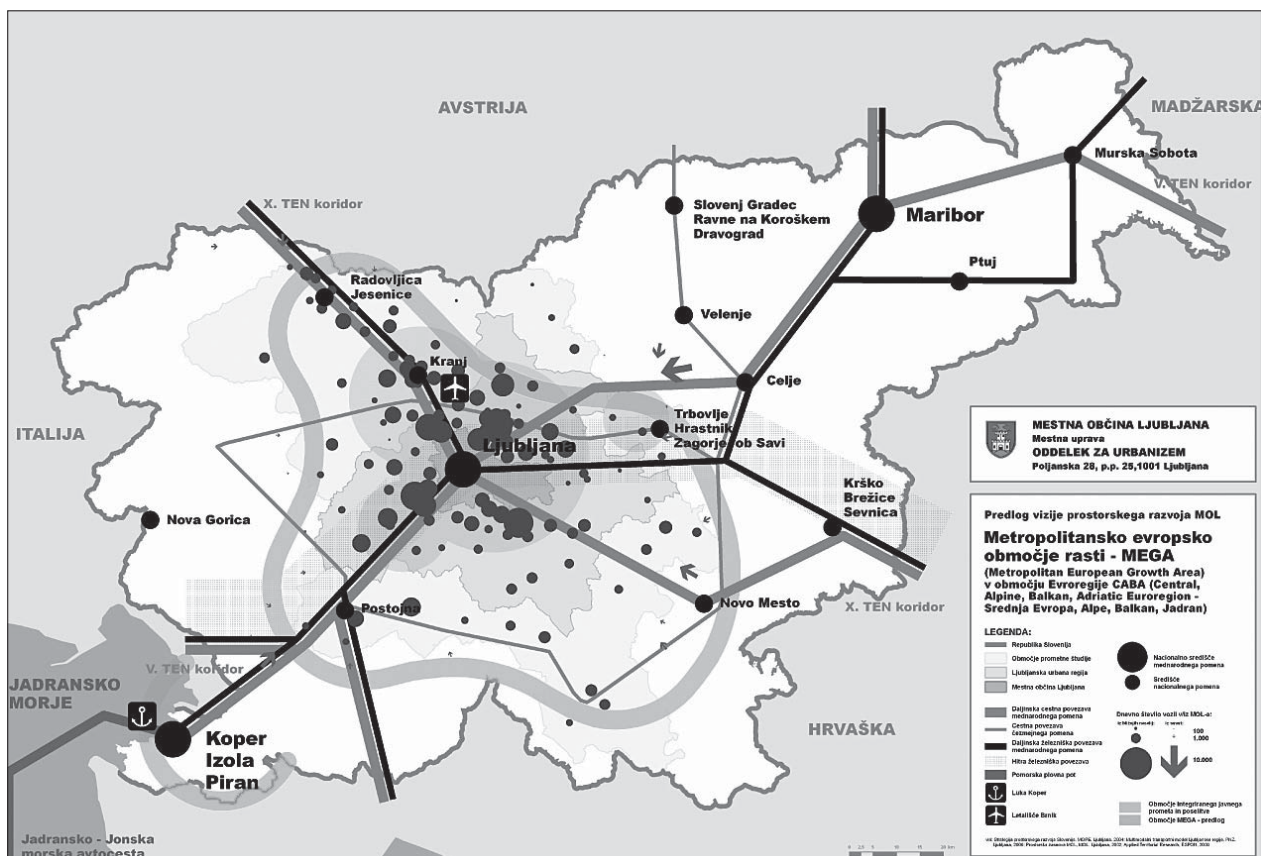 AVSTRIJA
MADŽARSKA
Murska Sobota
V. TEN koridor
X. TEN koridor
Slovenj Gradec
Ravne na Koroškem
Dravograd
Maribor
Ptuj
Radovljica
Jesenice
Velenje
Kranj
Celje
ITALIJA
Trbovlje
Hrastnik
Zagorje ob Savi
Ljubljana
Krško
Brežice
Sevnica
Nova Gorica
Postojna
Novo Mesto
X. TEN koridor
V. TEN koridor
JADRANSKO
MORJE
Koper
Izola
Piran
HRVAŠKA
Jadransko - Jonska
morska avtocesta
MESTNA OBČINA LJUBLJANA
Mestna uprava
ODDELEK ZA URBANIZEM
Poljanska 28, p.p. 25,1001 Ljubljana
Predlog vizije prostorskega razvoja MOL
Metropolitansko evropsko
območje rasti - MEGA
(Metropolitan European Growth Area)
v območju Evroregije CABA (Central,
Alpine, Balkan, Adriatic Euroregion -
Srednja Evropa, Alpe, Balkan, Jadran)
LEGENDA:
Republika Slovenija
Območje prometne študije
Ljubljanska urbana regija
Mestna občina Ljubljana
Daljinska cestna povezava
mednarodnega pomena
Cestna povezava
čezmejnega pomena
Daljinska železniška povezava
mednarodnega pomena
Hitra železniška povezava
Pomorska plovna pot
Luka Koper
Letališče Brnik
Nacionalno središče
mednarodnega pomena
Središče
nacionalnega pomena
Dnevno število vozil v/iz MOL-a:
100
1.000
10.000
Območje integriranega javnega
prometa in poselitve
Območje MEGA - predlog